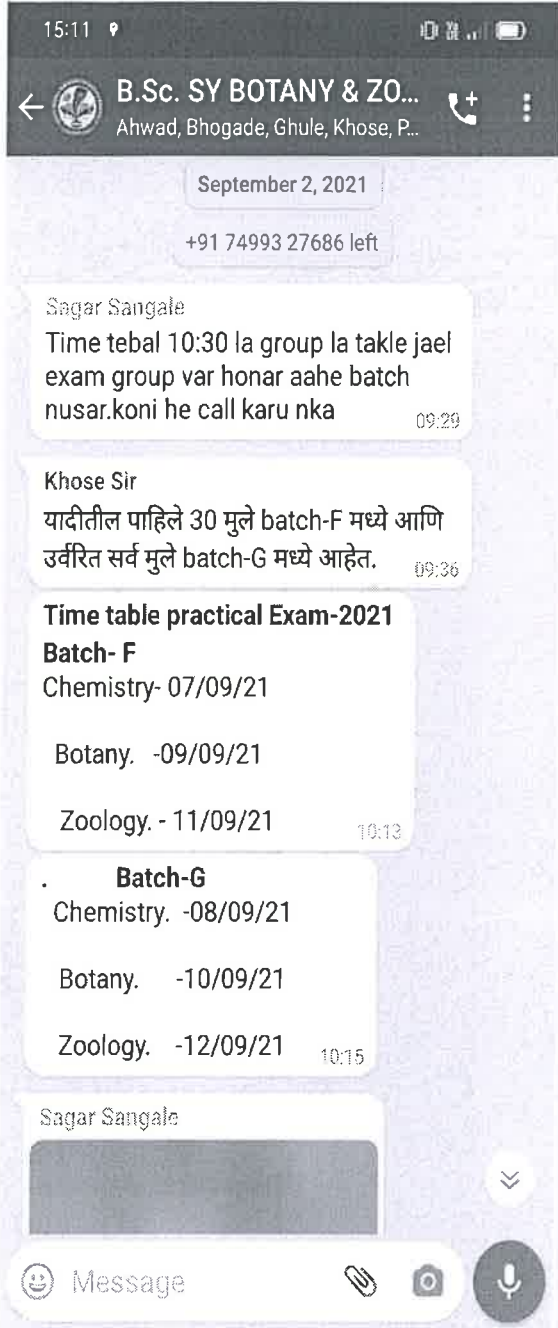 15:11
B.Sc. SY BOTANY & ZO...
Ahwad, Bhogade, Ghule, Khose, P...
September 2, 2021
+91 74993 27686 left
Sagar Sangale
Time tebal 10:30 la group la takle jael
exam group var honar aahe batch
nusar.koni he call karu nka
09:29
Khose Sir
यादीतील पाहिले 30 मुले batch-F मध्ये आणि
उर्वरित सर्व मुले batch-G मध्ये आहेत.
09:36
Time table practical Exam-2021
Batch- F
Chemistry- 07/09/21
Botany. -09/09/21
Zoology. - 11/09/21
10:13
. Batch-G
Chemistry. -08/09/21
Botany. -10/09/21
Zoology. -12/09/21
10:15
Sagar Sangale
Message